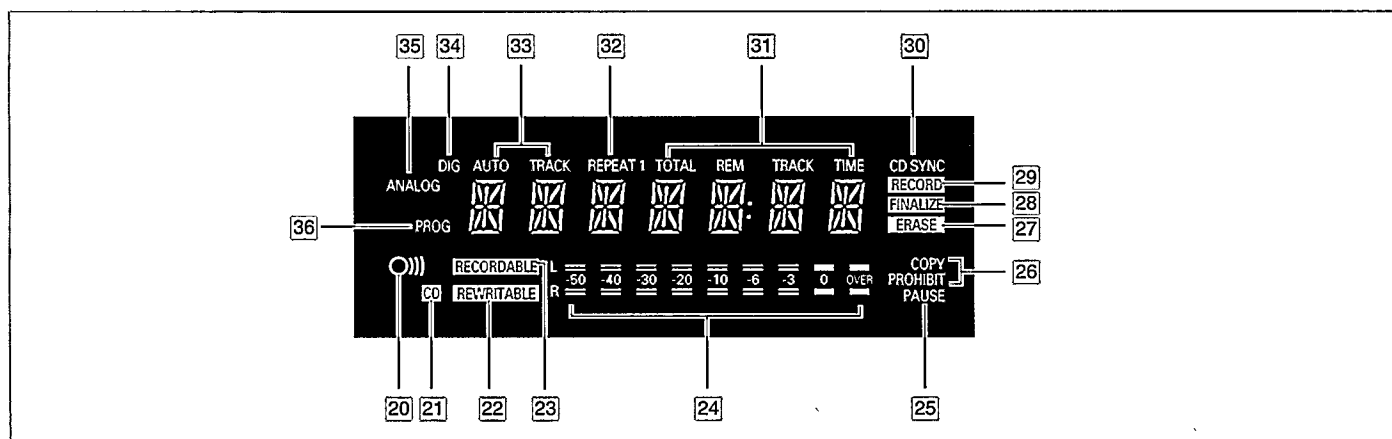 35 34 33 32 31 30
DIG AUTO TRACK REPEAT 1 TOTAL REM TRACK TIME CD SYNC
ANALOG RECORD 29
FINALIZE 28
36 PROG ERASE 27
RECORDABLE L COPY
-50 -40 -30 -20 -10 -6 -3 0 OVER PROHIBIT 26
CD REWRITABLE R PAUSE
20 21 22 23 24 25